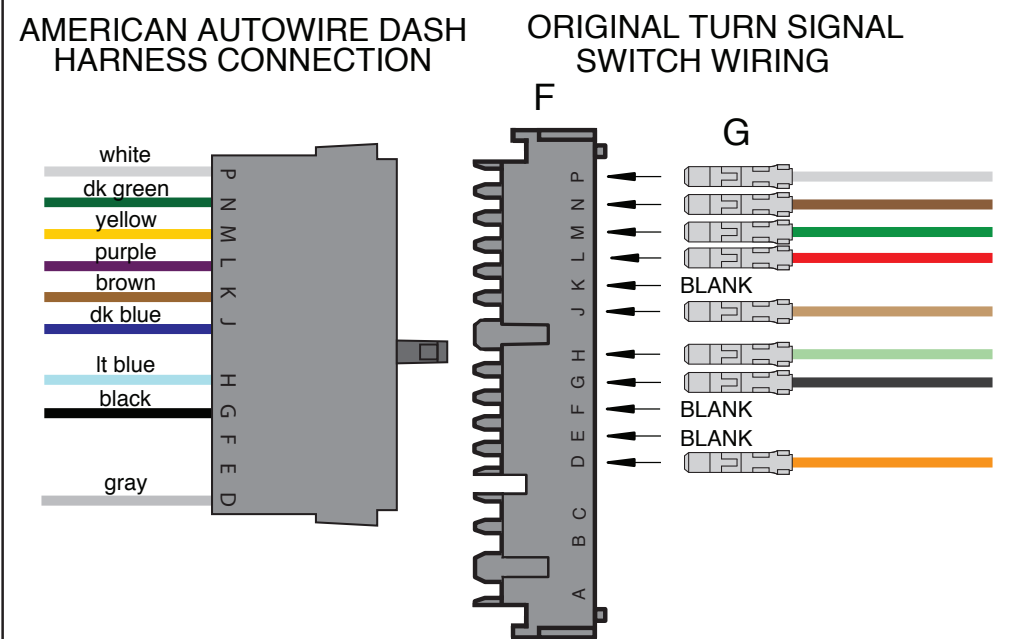 AMERICAN AUTOWIRE DASH
HARNESS CONNECTION
ORIGINAL TURN SIGNAL
SWITCH WIRING
F
G
white
dk green
yellow
purple
brown
dk blue
lt blue
black
gray
P
N
M
L
K
J
H
G
F
E
D
P
N
M
L
K
J
H
G
F
E
D
C
B
A
BLANK
BLANK
BLANK